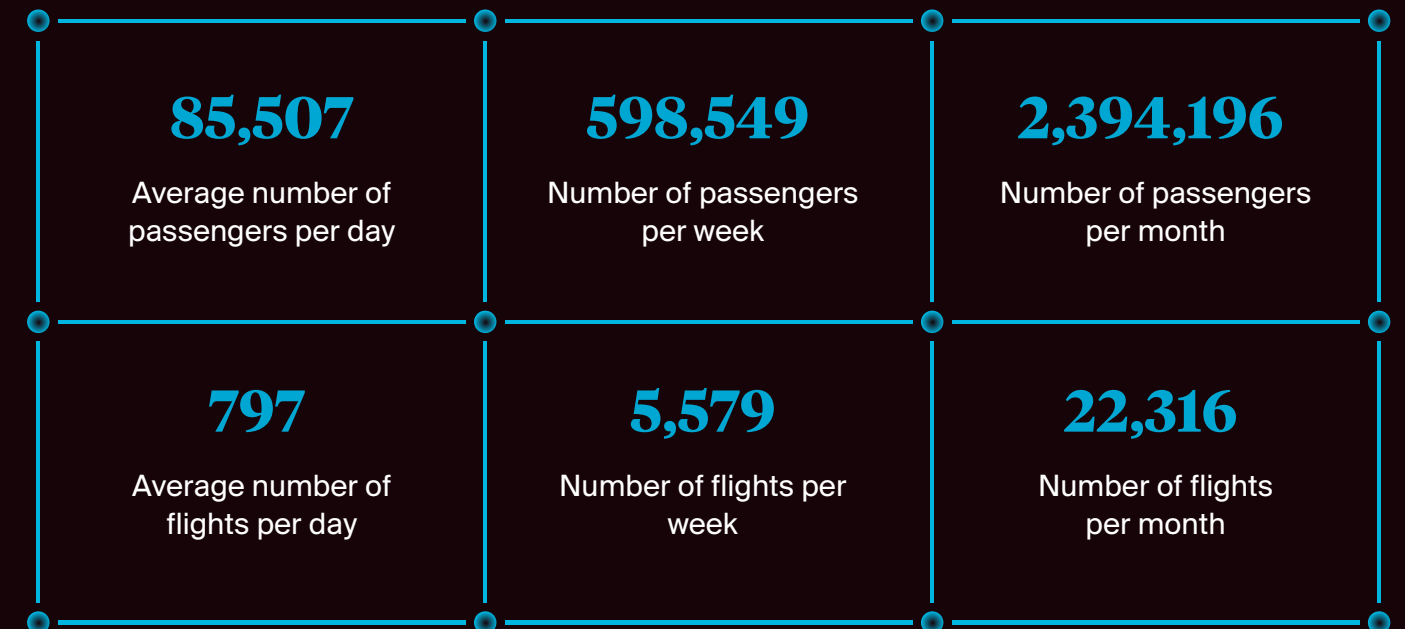 85,507
Average number of
passengers per day
598,549
Number of passengers
per week
2,394,196
Number of passengers
per month
797
Average number of
flights per day
5,579
Number of flights per
week
22,316
Number of flights
per month